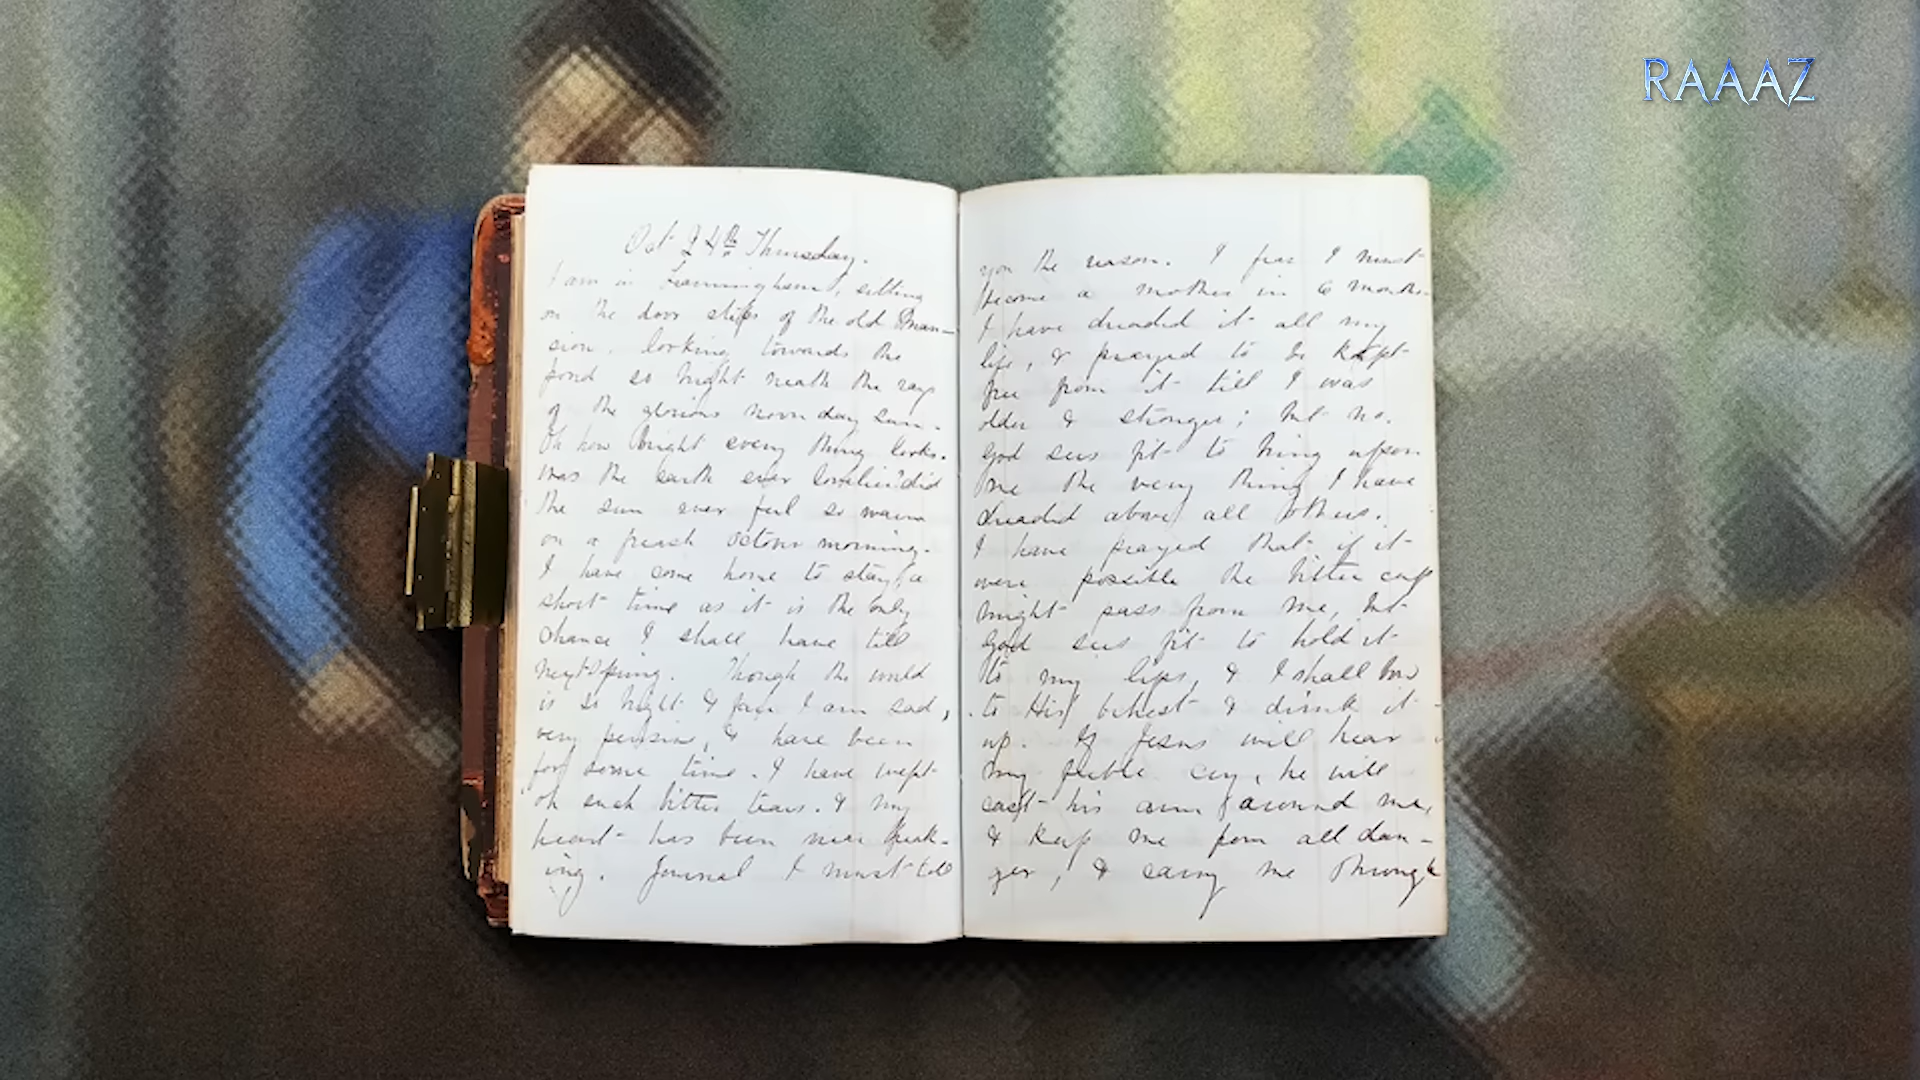 RAAAZ
Oct 24th Thursday.
I am in Framingham, sitting
on the door steps of the old man-
sion. looking towards the
pond so bright neath the rays
of the glorious noon day sun.
Oh how bright every thing looks.
Was the earth ever lovelier? did
the sun ever feel so warm
on a fresh October morning.
I have come home to stay a
short time as it is the only
chance I shall have till
next Spring. Though the world
is so bright & fair I am sad,
very pensive, & have been
for some time. I have wept
oh such bitter tears. & my
heart has been near break-
ing. Journal I must tell
you the reason. I fear I must
become a mother in 6 months.
I have dreaded it all my
life, & prayed to be kept
free from it till I was
older & stronger; but no.
God sees fit to bring upon
me the very thing I have
dreaded above all others.
I have prayed that if it
were possible the bitter cup
might pass from me, but
God sees fit to hold it
to my lips, & I shall bow
to His behest & drink it
up. If Jesus will hear
my feeble cry, he will
cast his arm around me,
& keep me from all dan-
ger, & carry me through